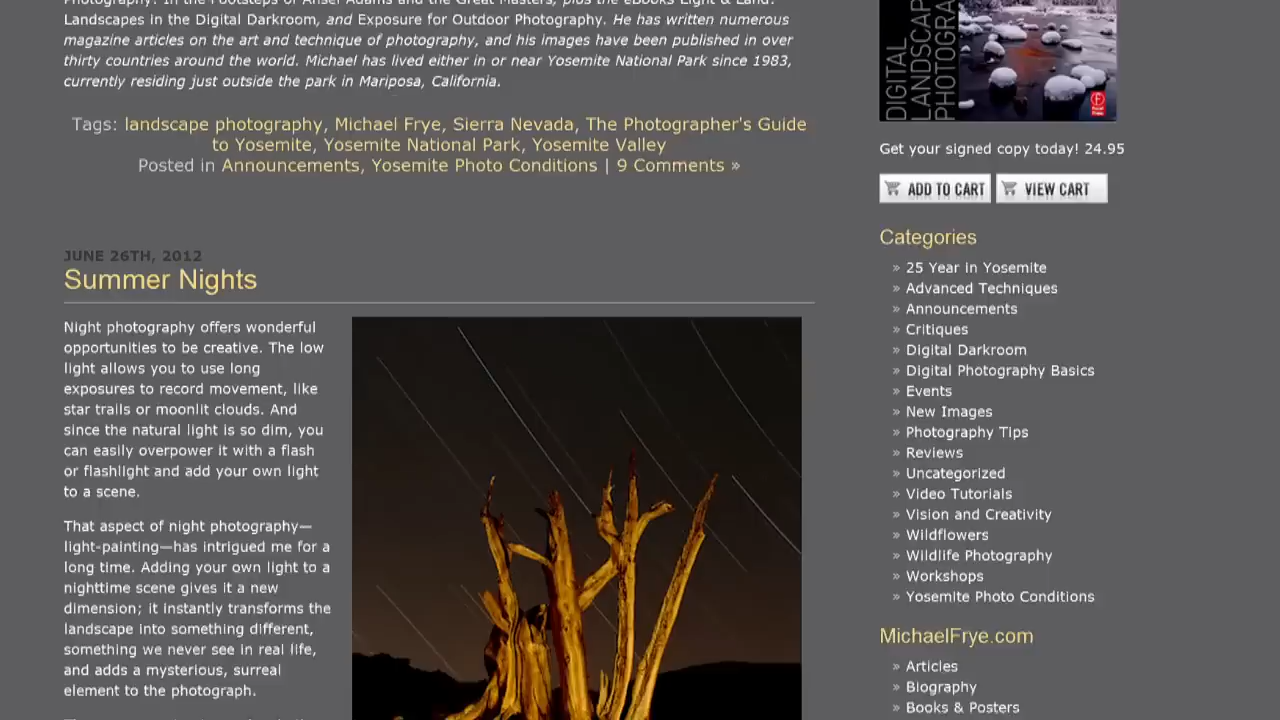 Photography: In the Footsteps of Ansel Adams and the Great Masters, plus the eBooks Light & Land:
Landscapes in the Digital Darkroom, and Exposure for Outdoor Photography. He has written numerous
magazine articles on the art and technique of photography, and his images have been published in over
thirty countries around the world. Michael has lived either in or near Yosemite National Park since 1983,
currently residing just outside the park in Mariposa, California.
Tags: landscape photography, Michael Frye, Sierra Nevada, The Photographer's Guide
to Yosemite, Yosemite National Park, Yosemite Valley
Posted in Announcements, Yosemite Photo Conditions | 9 Comments »
JUNE 26TH, 2012
Summer Nights
Night photography offers wonderful
opportunities to be creative. The low
light allows you to use long
exposures to record movement, like
star trails or moonlit clouds. And
since the natural light is so dim, you
can easily overpower it with a flash
or flashlight and add your own light
to a scene.
That aspect of night photography—
light-painting—has intrigued me for a
long time. Adding your own light to a
nighttime scene gives it a new
dimension; it instantly transforms the
landscape into something different,
something we never see in real life,
and adds a mysterious, surreal
element to the photograph.
DIGITAL
LANDSCAPE
PHOTOGRA
Get your signed copy today! 24.95
ADD TO CART VIEW CART
Categories
» 25 Year in Yosemite
» Advanced Techniques
» Announcements
» Critiques
» Digital Darkroom
» Digital Photography Basics
» Events
» New Images
» Photography Tips
» Reviews
» Uncategorized
» Video Tutorials
» Vision and Creativity
» Wildflowers
» Wildlife Photography
» Workshops
» Yosemite Photo Conditions
MichaelFrye.com
» Articles
» Biography
» Books & Posters